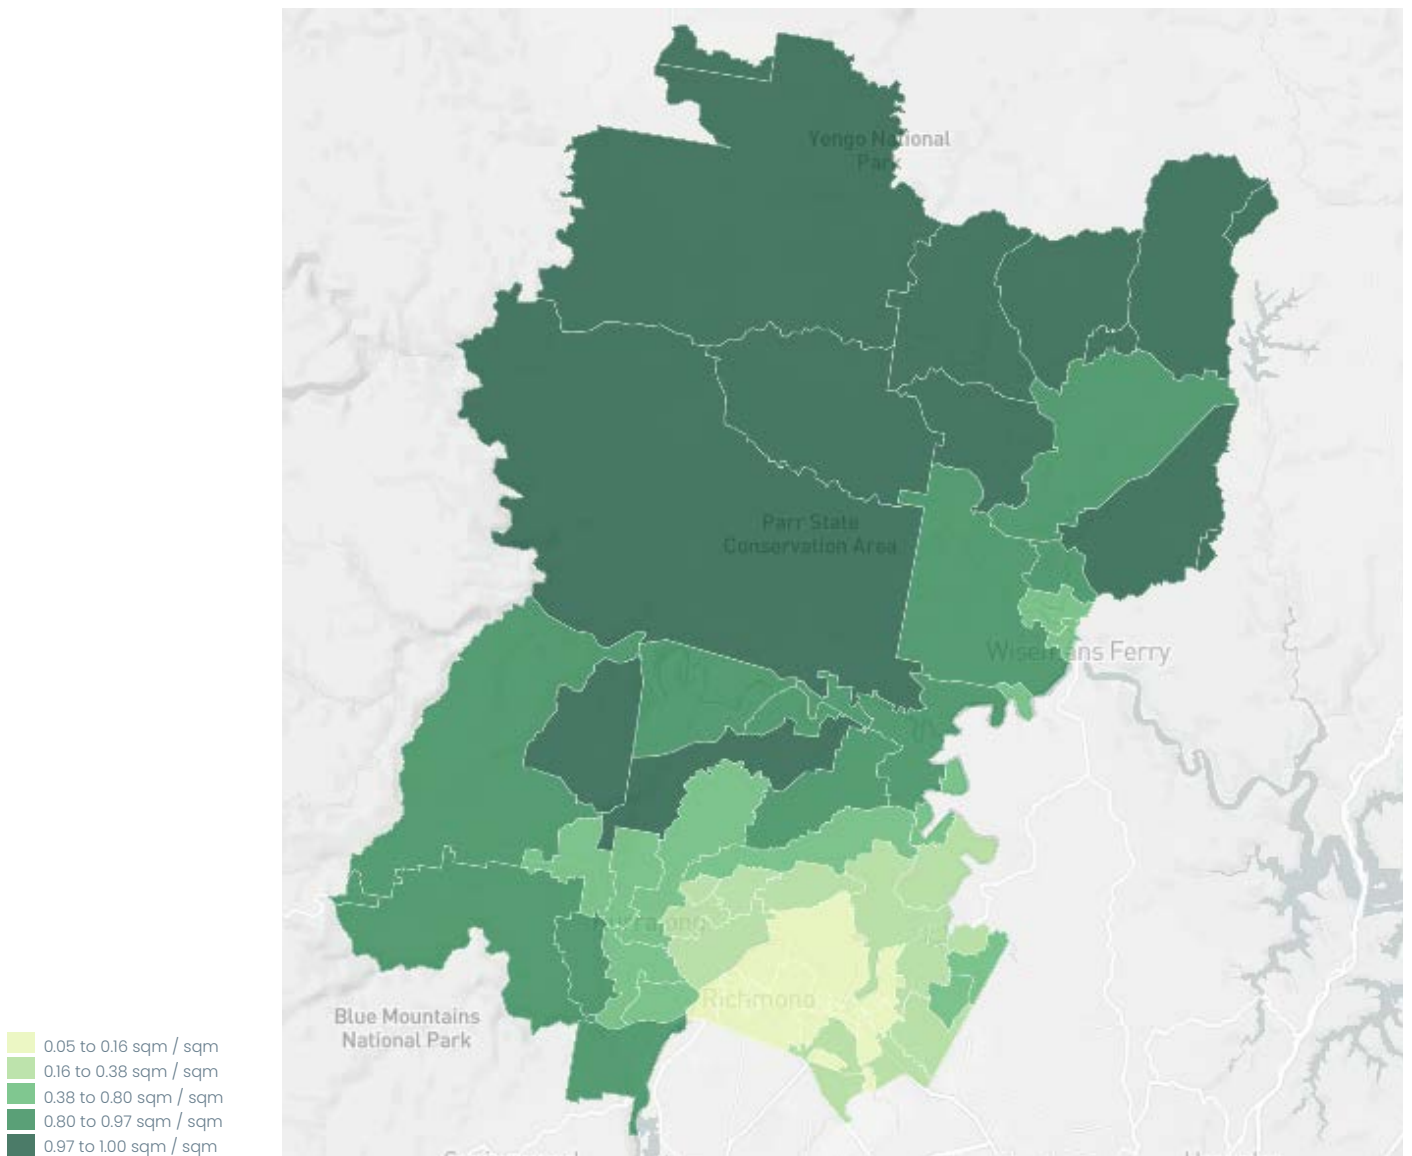 Yengo National
Park
Parr State
Conservation Area
Wisemans Ferry
Kurrajong
Richmond
Blue Mountains
National Park
0.05 to 0.16 sqm / sqm
0.16 to 0.38 sqm / sqm
0.38 to 0.80 sqm / sqm
0.80 to 0.97 sqm / sqm
0.97 to 1.00 sqm / sqm